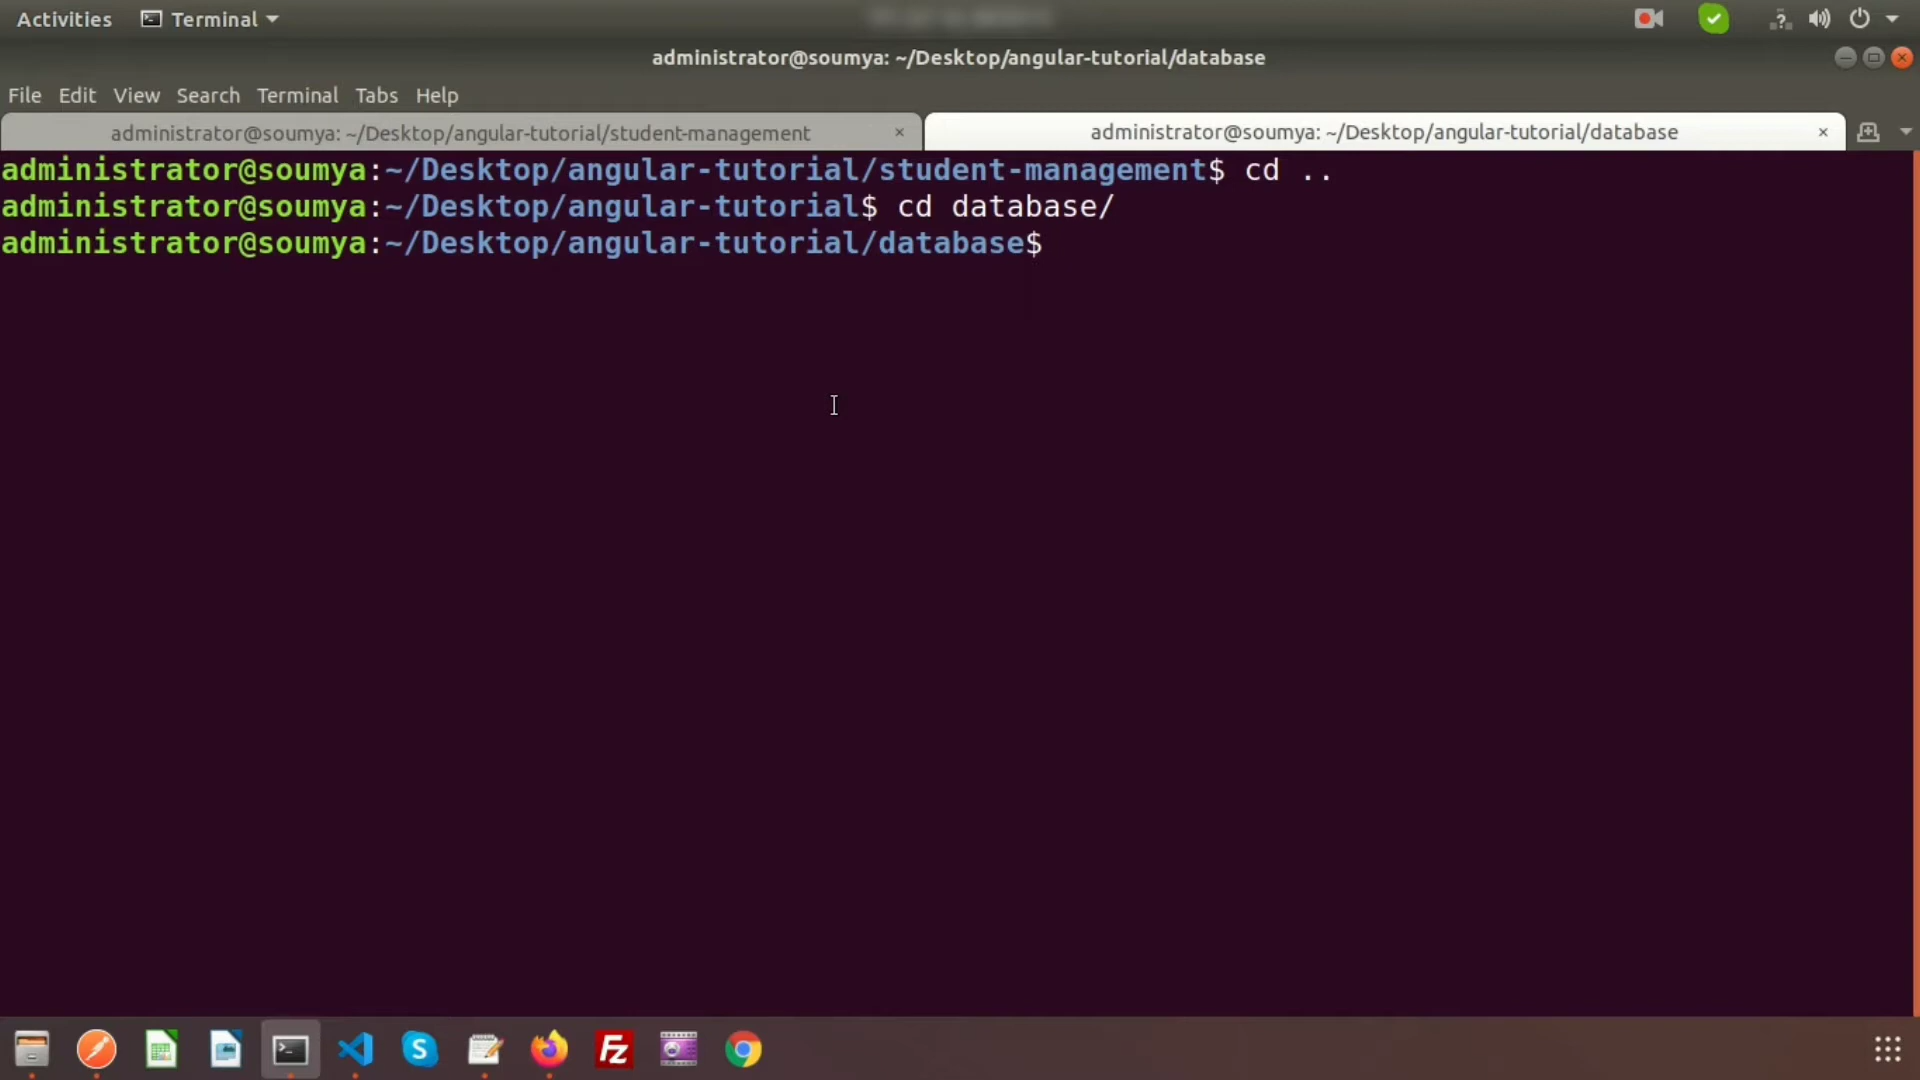 Activities Terminal
administrator@soumya: ~/Desktop/angular-tutorial/database
File Edit View Search Terminal Tabs Help
administrator@soumya: ~/Desktop/angular-tutorial/student-management × administrator@soumya: ~/Desktop/angular-tutorial/database ×
administrator@soumya:~/Desktop/angular-tutorial/student-management$ cd ..
administrator@soumya:~/Desktop/angular-tutorial$ cd database/
administrator@soumya:~/Desktop/angular-tutorial/database$